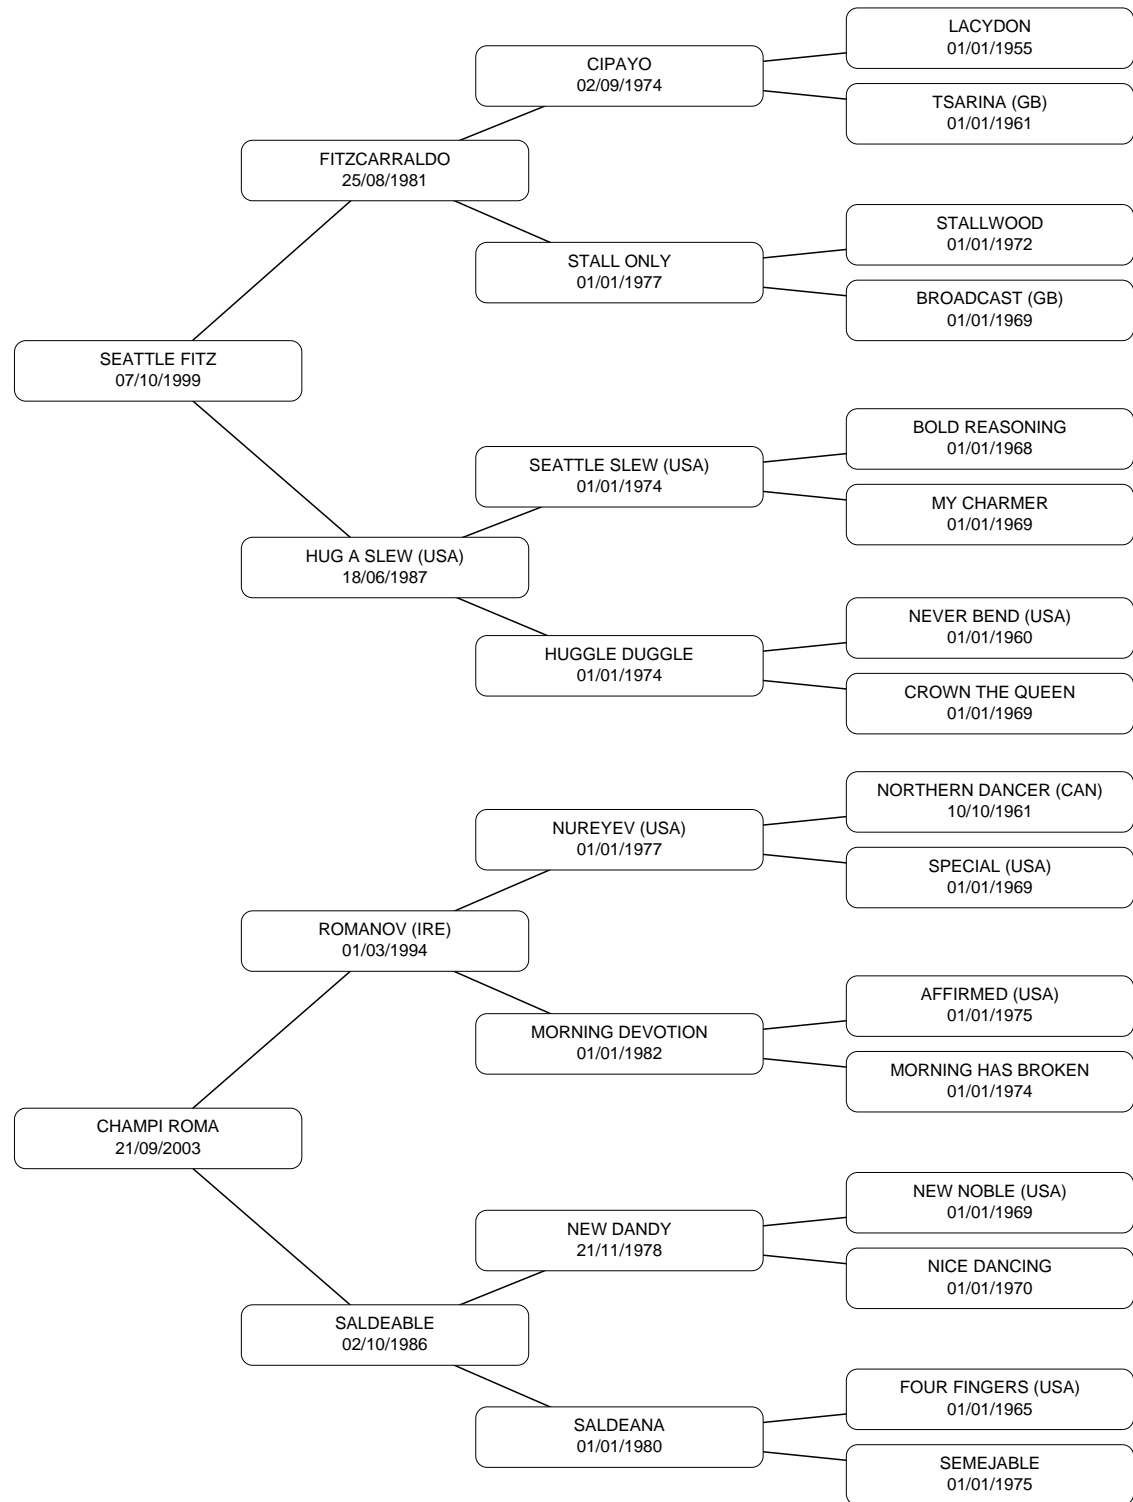 LACYDON
01/01/1955
CIPAYO
02/09/1974
TSARINA (GB)
01/01/1961
FITZCARRALDO
25/08/1981
STALLWOOD
01/01/1972
STALL ONLY
01/01/1977
BROADCAST (GB)
01/01/1969
SEATTLE FITZ
07/10/1999
BOLD REASONING
01/01/1968
SEATTLE SLEW (USA)
01/01/1974
MY CHARMER
01/01/1969
HUG A SLEW (USA)
18/06/1987
NEVER BEND (USA)
01/01/1960
HUGGLE DUGGLE
01/01/1974
CROWN THE QUEEN
01/01/1969
NORTHERN DANCER (CAN)
10/10/1961
NUREYEV (USA)
01/01/1977
SPECIAL (USA)
01/01/1969
ROMANOV (IRE)
01/03/1994
AFFIRMED (USA)
01/01/1975
MORNING DEVOTION
01/01/1982
MORNING HAS BROKEN
01/01/1974
CHAMPI ROMA
21/09/2003
NEW NOBLE (USA)
01/01/1969
NEW DANDY
21/11/1978
NICE DANCING
01/01/1970
SALDEABLE
02/10/1986
FOUR FINGERS (USA)
01/01/1965
SALDEANA
01/01/1980
SEMEJABLE
01/01/1975